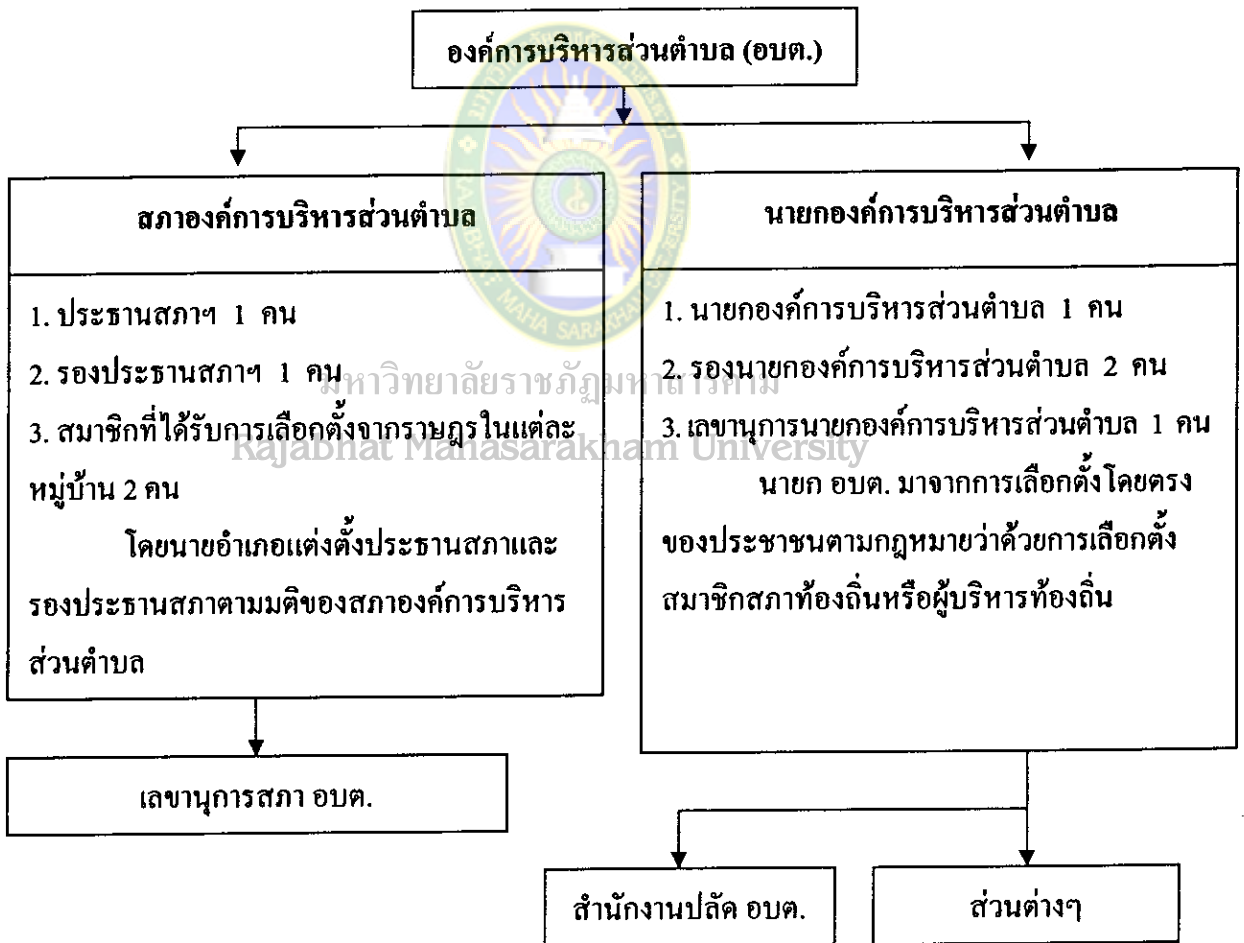 องค์การบริหารส่วนตำบล (อบต.)
สภาองค์การบริหารส่วนตำบล
1. ประธานสภาฯ 1 คน
2. รองประธานสภาฯ 1 คน
3. สมาชิกที่ได้รับการเลือกตั้งจากราษฎรในแต่ละ
หมู่บ้าน 2 คน
โดยนายอำเภอแต่งตั้งประธานสภาและ
รองประธานสภาตามมติของสภาองค์การบริหาร
ส่วนตำบล
นายกองค์การบริหารส่วนตำบล
1. นายกองค์การบริหารส่วนตำบล 1 คน
2. รองนายกองค์การบริหารส่วนตำบล 2 คน
3. เลขานุการนายกองค์การบริหารส่วนตำบล 1 คน
นายก อบต. มาจากการเลือกตั้งโดยตรง
ของประชาชนตามกฎหมายว่าด้วยการเลือกตั้ง
สมาชิกสภาท้องถิ่นหรือผู้บริหารท้องถิ่น
มหาวิทยาลัยราชภัฏมหาสารคาม
Rajabhat Mahasarakham University
เลขานุการสภา อบต.
สำนักงานปลัด อบต.
ส่วนต่างๆ